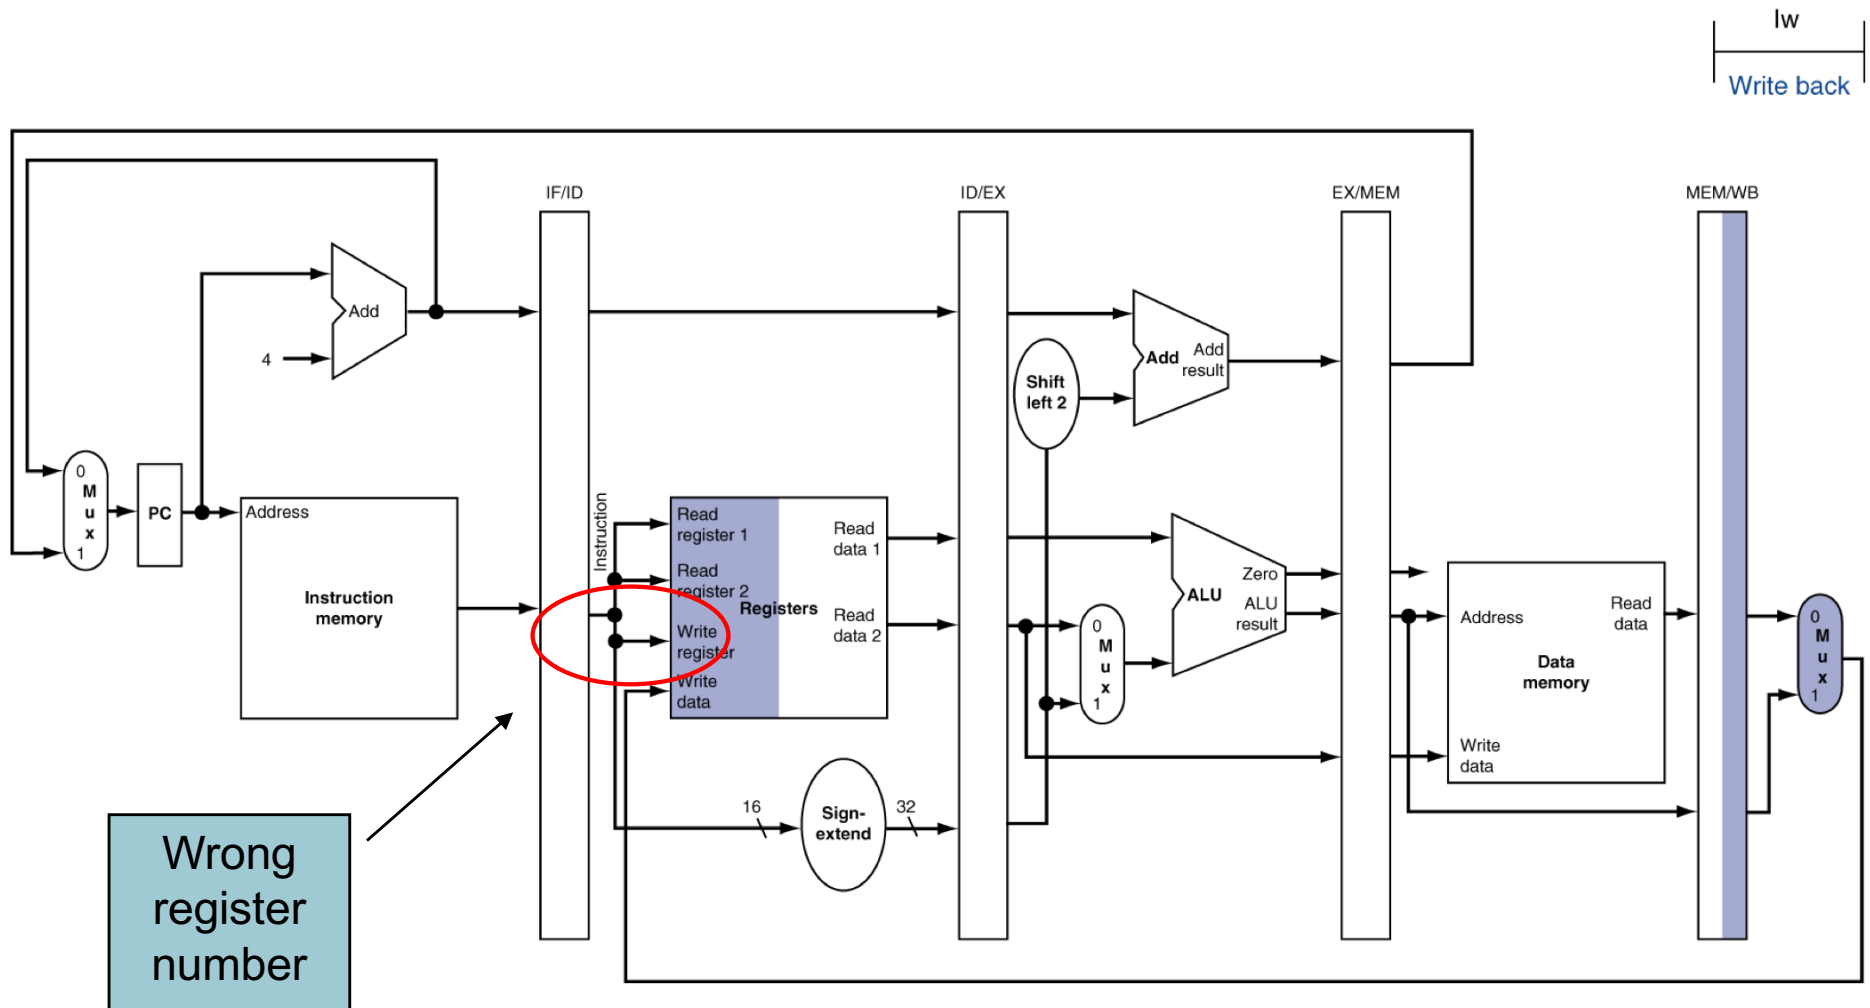 lw
Write back
IF/ID
ID/EX
EX/MEM
MEM/WB
Add
4
Shift
left 2
Add
Add
result
0
M
u
x
1
PC
Address
Instruction
memory
Instruction
Read
register 1
Read
register 2
Registers
Write
register
Write
data
Read
data 1
Read
data 2
0
M
u
x
1
Zero
ALU
ALU
result
Address
Read
data
Data
memory
Write
data
0
M
u
x
1
16
Sign-
extend
32
Wrong
register
number